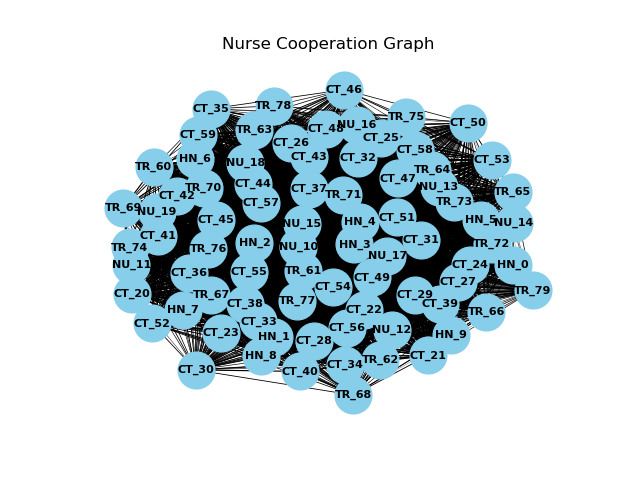 Nurse Cooperation Graph
CT_46
CT_35
TR_78
TR_75
CT_50
NU_16
CT_48
TR_63
CT_59
CT_25
CT_26
CT_58
CT_43
CT_32
HN_6
CT_53
NU_18
TR_60
TR_64
CT_47
CT_44
NU_13
TR_70
CT_37
TR_65
TR_71
CT_42
CT_57
TR_73
TR_69
NU_19
CT_51
CT_45
HN_5
HN_4
NU_14
NU_15
CT_41
CT_31
HN_2
HN_3
TR_72
NU_10
TR_74
TR_76
NU_17
NU_11
CT_24
HN_0
TR_61
CT_55
CT_36
CT_49
CT_27
CT_54
TR_79
CT_20
TR_67
CT_29
TR_77
CT_38
CT_39
HN_7
CT_22
TR_66
CT_33
CT_52
CT_56
NU_12
CT_23
HN_9
HN_1
CT_28
HN_8
CT_21
TR_62
CT_34
CT_30
CT_40
TR_68